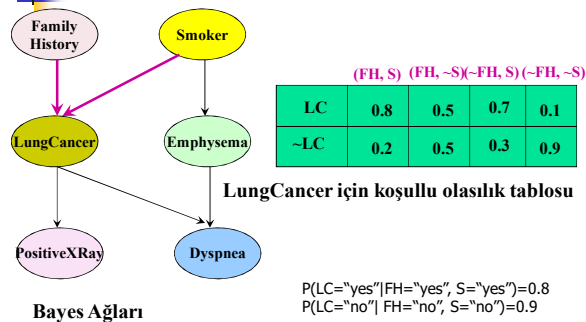 Family
History
Smoker
(FH, S) (FH, ~S)(~FH, S) (~FH, ~S)
LC 0.8 0.5 0.7 0.1
~LC 0.2 0.5 0.3 0.9
LungCancer
Emphysema
LungCancer için koşullu olasılık tablosu
PositiveXRay
Dyspnea
P(LC="yes"|FH="yes", S="yes")=0.8
P(LC="no"| FH="no", S="no")=0.9
Bayes Ağları